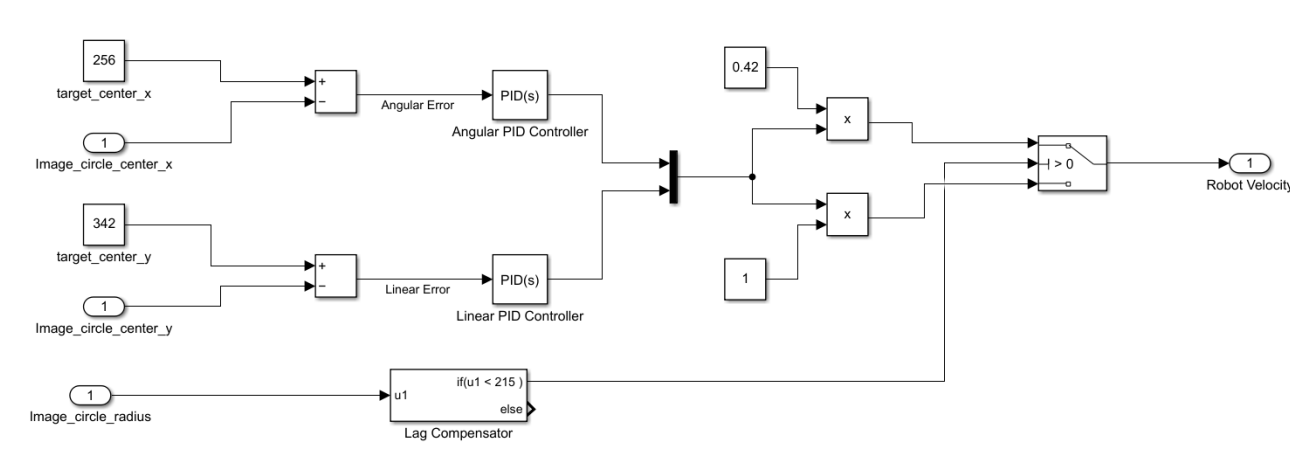 256
target_center_x
1
Image_circle_center_x
+
−
Angular Error
PID(s)
Angular PID Controller
342
target_center_y
1
Image_circle_center_y
+
−
Linear Error
PID(s)
Linear PID Controller
1
Image_circle_radius
u1
if(u1 < 215 )
else
Lag Compensator
0.42
x
x
1
> 0
1
Robot Velocity